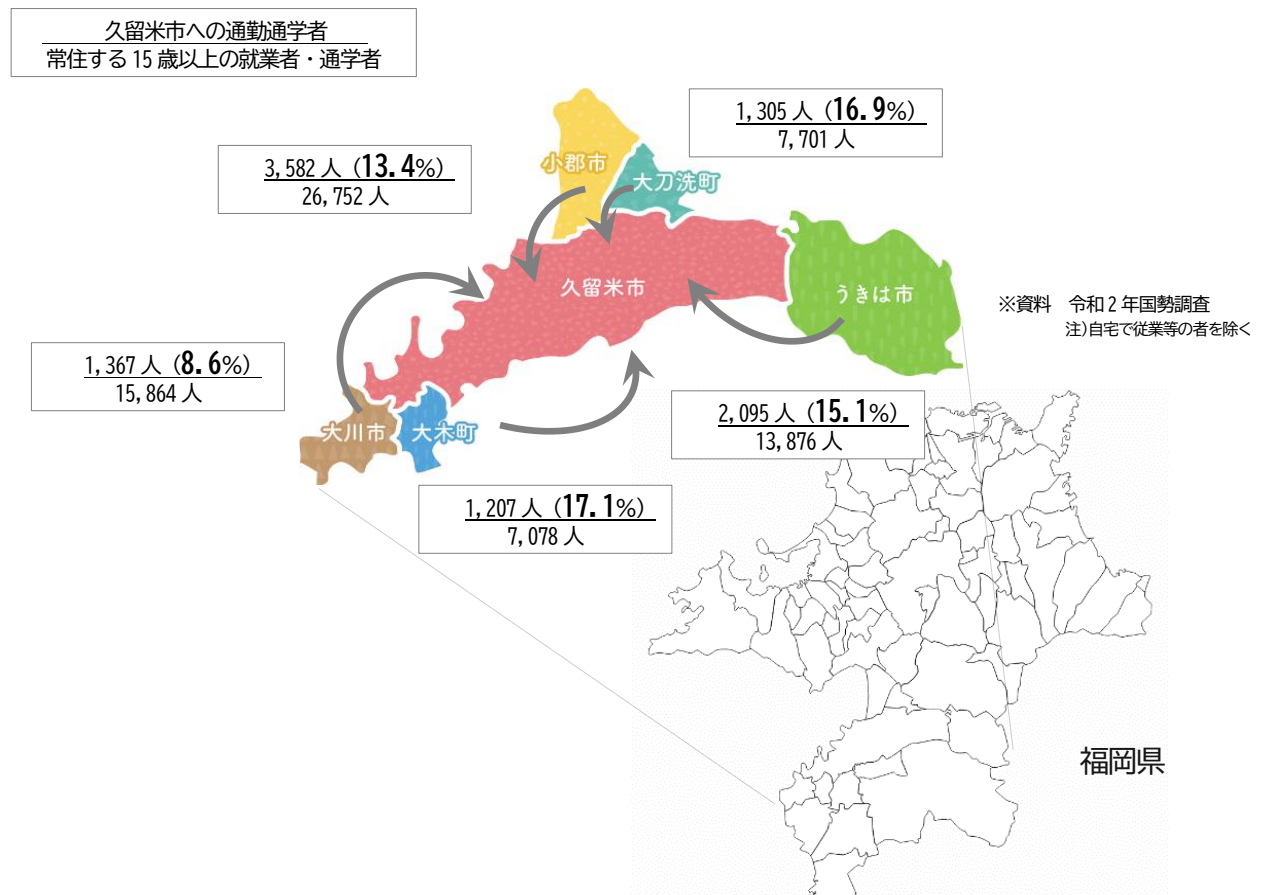 久留米市への通勤通学者
常住する15歳以上の就業者・通学者
1,305人（16.9%）
7,701人
3,582人（13.4%）
26,752人
小郡市
大刀洗町
久留米市
うきは市
※資料　令和2年国勢調査
注)自宅で従業等の者を除く
1,367人（8.6%）
15,864人
大川市
大木町
2,095人（15.1%）
13,876人
1,207人（17.1%）
7,078人
福岡県